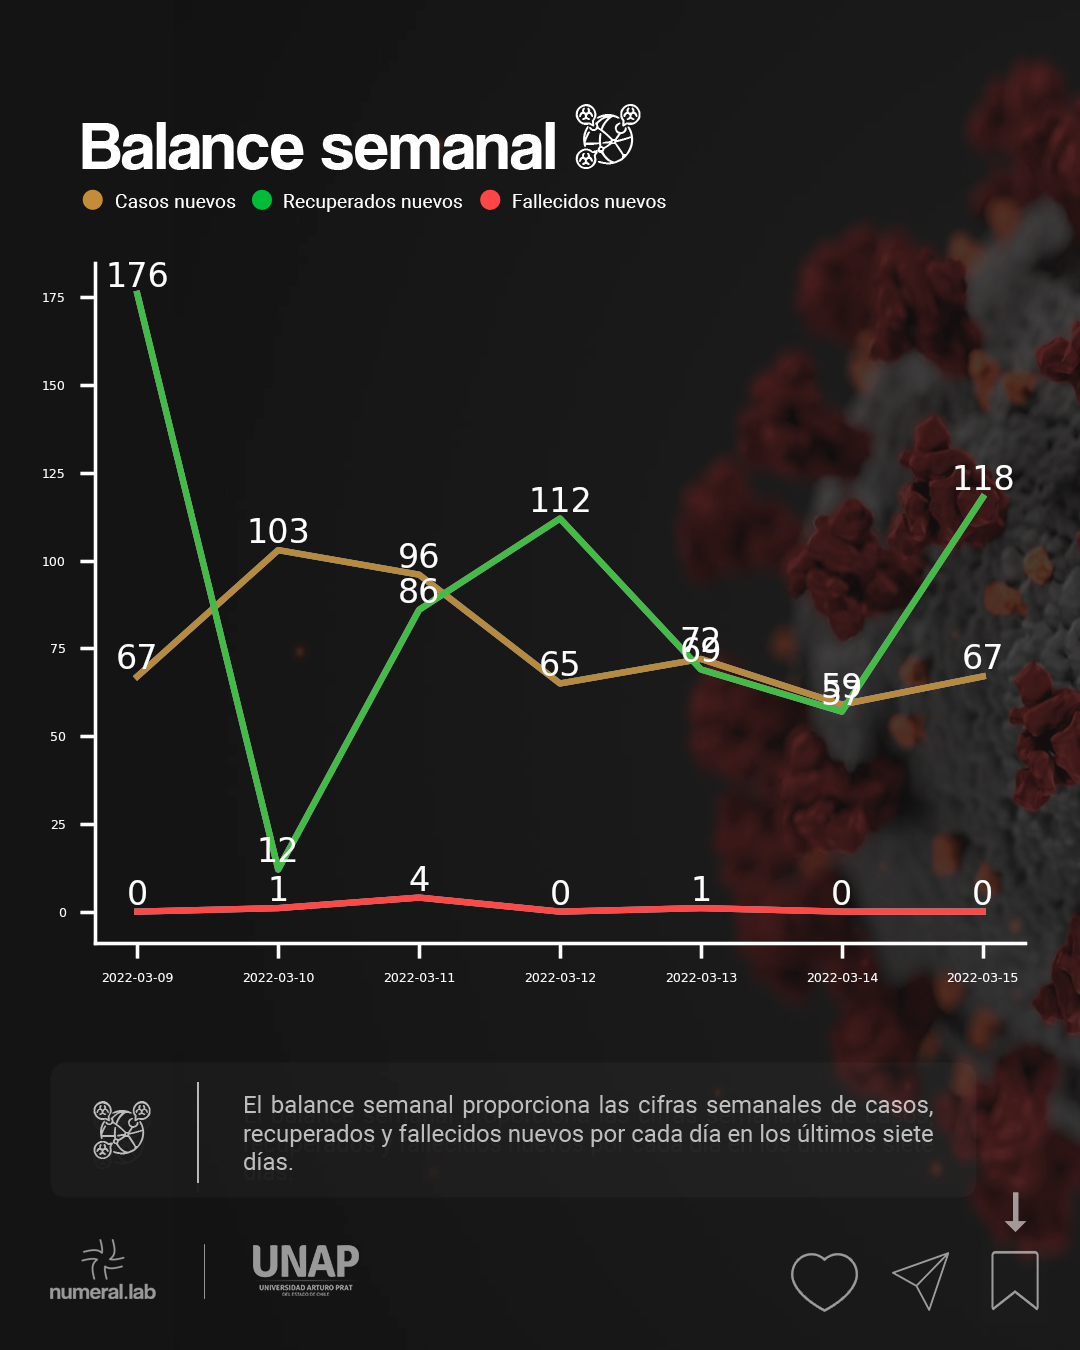 Balance semanal
Casos nuevos Recuperados nuevos Fallecidos nuevos
176
175
150
125
118
112
103
100
96
86
75
72
69
67
65
67
59
57
50
25
12
0 1 4 0 1 0 0
0
2022-03-09 2022-03-10 2022-03-11 2022-03-12 2022-03-13 2022-03-14 2022-03-15
El balance semanal proporciona las cifras semanales de casos,
recuperados y fallecidos nuevos por cada día en los últimos siete
días.
numeral.lab
UNAP
UNIVERSIDAD ARTURO PRAT
DEL ESTADO DE CHILE